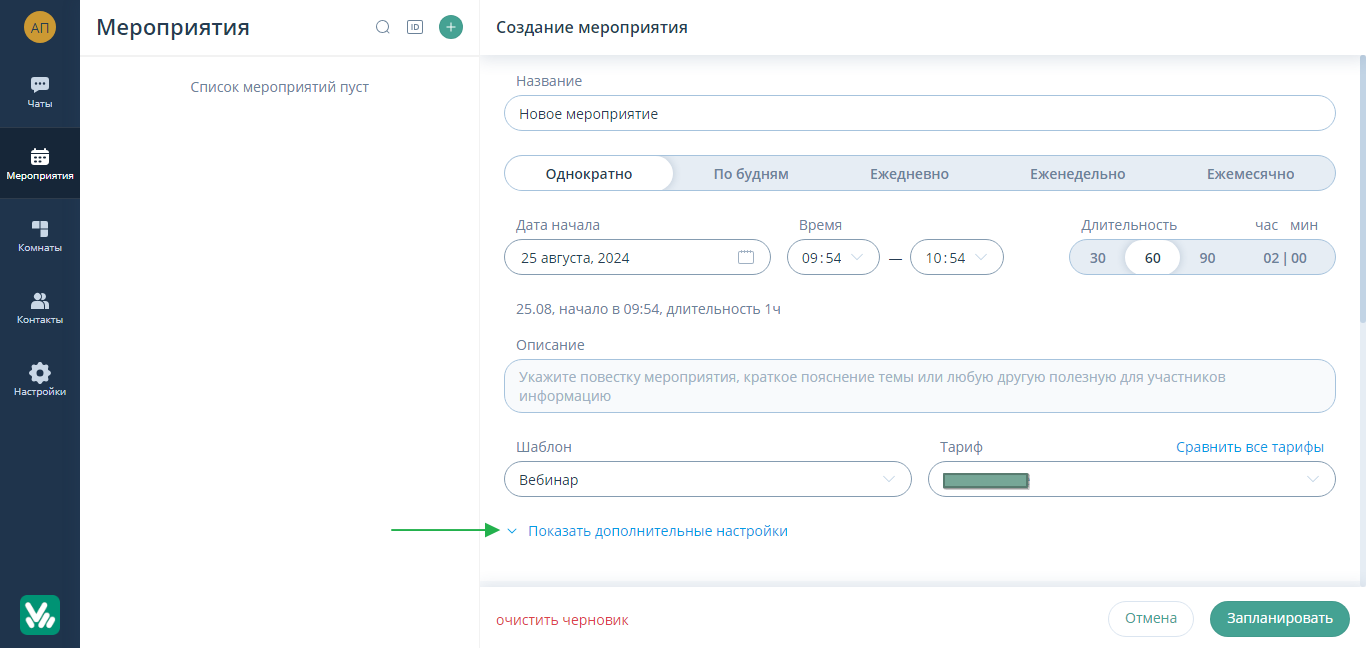 АП
Чаты
Мероприятия
Комнаты
Контакты
Настройки
Мероприятия
ID
Список мероприятий пуст
Создание мероприятия
Название
Новое мероприятие
Однократно По будням Ежедневно Еженедельно Ежемесячно
Дата начала Время Длительность час мин
25 августа, 2024 09:54 — 10:54 30 60 90 02 | 00
25.08, начало в 09:54, длительность 1ч
Описание
Укажите повестку мероприятия, краткое пояснение темы или любую другую полезную для участников
информацию
Шаблон Тариф Сравнить все тарифы
Вебинар
Показать дополнительные настройки
очистить черновик Отмена Запланировать